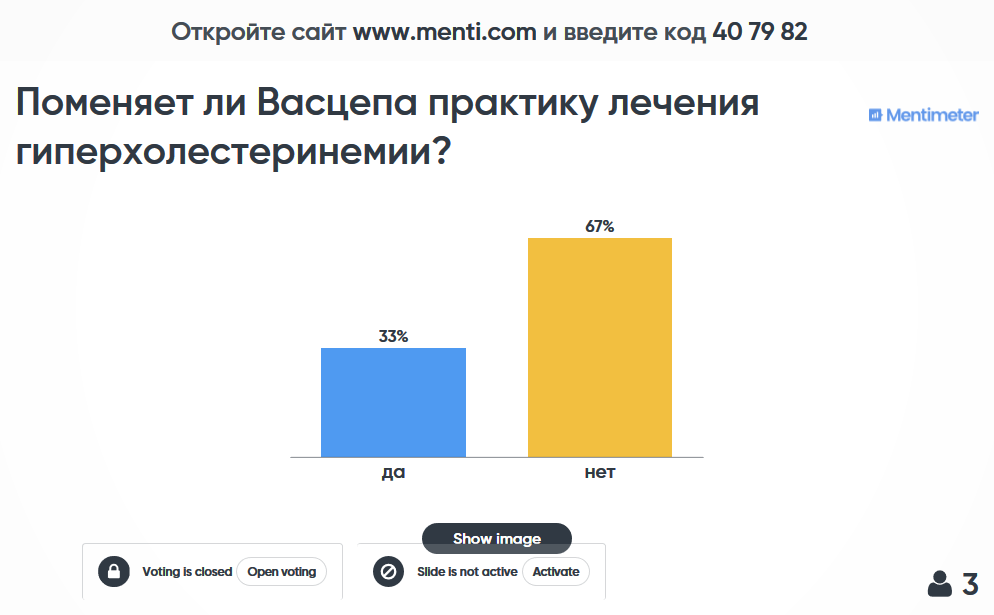 Откройте сайт www.menti.com и введите код 40 79 82
Поменяет ли Васцепа практику лечения
гиперхолестеринемии?
Mentimeter
67%
33%
да
нет
Show image
Voting is closed Open voting
Slide is not active Activate
3